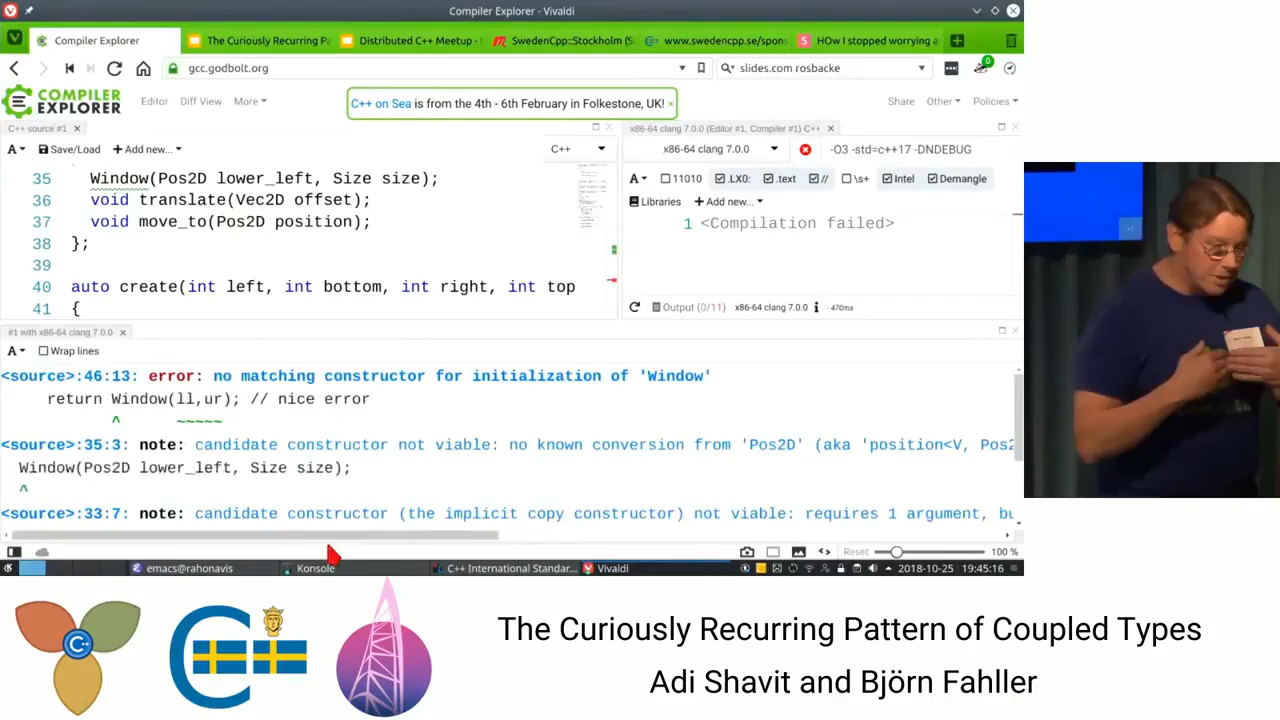 Compiler Explorer - Vivaldi
Compiler Explorer
The Curiously Recurring Pa
Distributed C++ Meetup -
SwedenCpp::Stockholm (S
www.swedencpp.se/spon
HOw I stopped worrying a
gcc.godbolt.org
slides.com rosbacke
0
COMPILER
EXPLORER
Editor
Diff View
More
C++ on Sea is from the 4th - 6th February in Folkestone, UK! ×
Share
Other
Policies
C++ source #1
A
Save/Load
+ Add new...
C++
35 Window(Pos2D lower_left, Size size);
36 void translate(Vec2D offset);
37 void move_to(Pos2D position);
38 };
39
40 auto create(int left, int bottom, int right, int top
41 {
x86-64 clang 7.0.0 (Editor #1, Compiler #1) C++
x86-64 clang 7.0.0
-O3 -std=c++17 -DNDEBUG
A
11010
.LX0:
.text
//
\s+
Intel
Demangle
Libraries
+ Add new...
1 <Compilation failed>
Output (0/11) x86-64 clang 7.0.0 i - 470ms
#1 with x86-64 clang 7.0.0
A
Wrap lines
<source>:46:13: error: no matching constructor for initialization of 'Window'
return Window(ll,ur); // nice error
^ ~~~~~
<source>:35:3: note: candidate constructor not viable: no known conversion from 'Pos2D' (aka 'position<V, Pos2
Window(Pos2D lower_left, Size size);
^
<source>:33:7: note: candidate constructor (the implicit copy constructor) not viable: requires 1 argument, bu
Reset
100 %
emacs@rahonavis
Konsole
C++ International Standar...
Vivaldi
2018-10-25
19:45:16
C++
The Curiously Recurring Pattern of Coupled Types
Adi Shavit and Björn Fahller